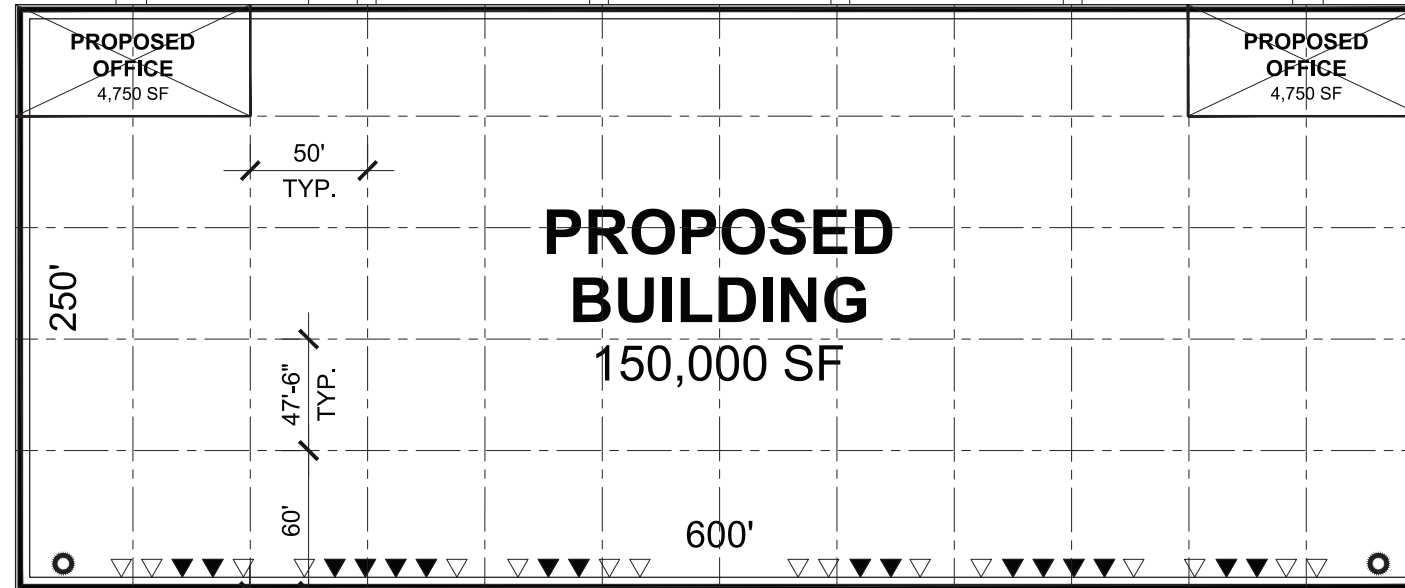 PROPOSED
OFFICE
4,750 SF
PROPOSED
OFFICE
4,750 SF
50'
TYP.
PROPOSED
BUILDING
150,000 SF
250'
47'-6"
TYP.
60'
600'